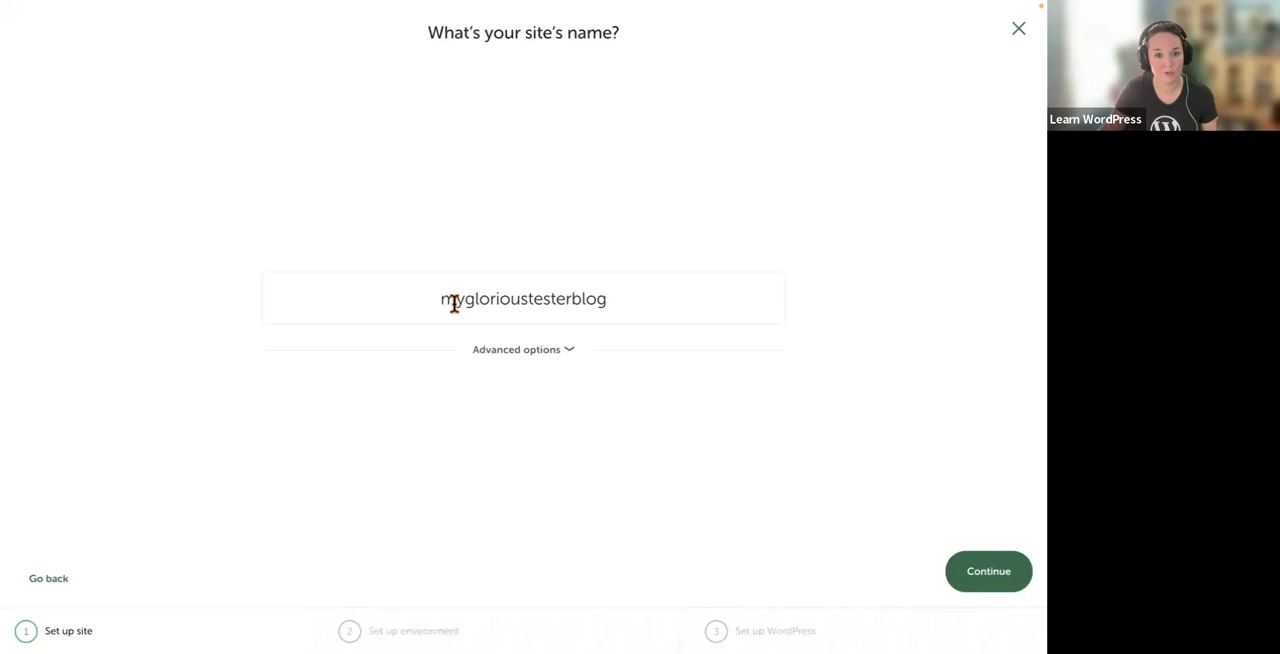 What's your site's name?
Learn WordPress
myglorioustesterblog
Advanced options
Go back
Continue
1 Set up site
2 Set up environment
3 Set up WordPress